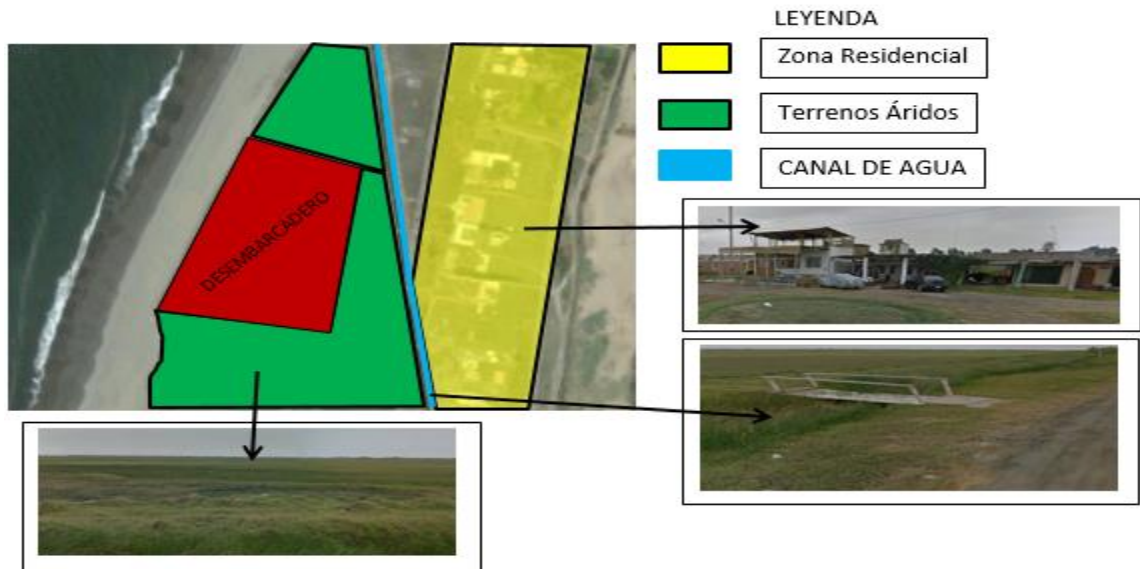 LEYENDA
Zona Residencial
Terrenos Áridos
CANAL DE AGUA
DESEMBARCADERO